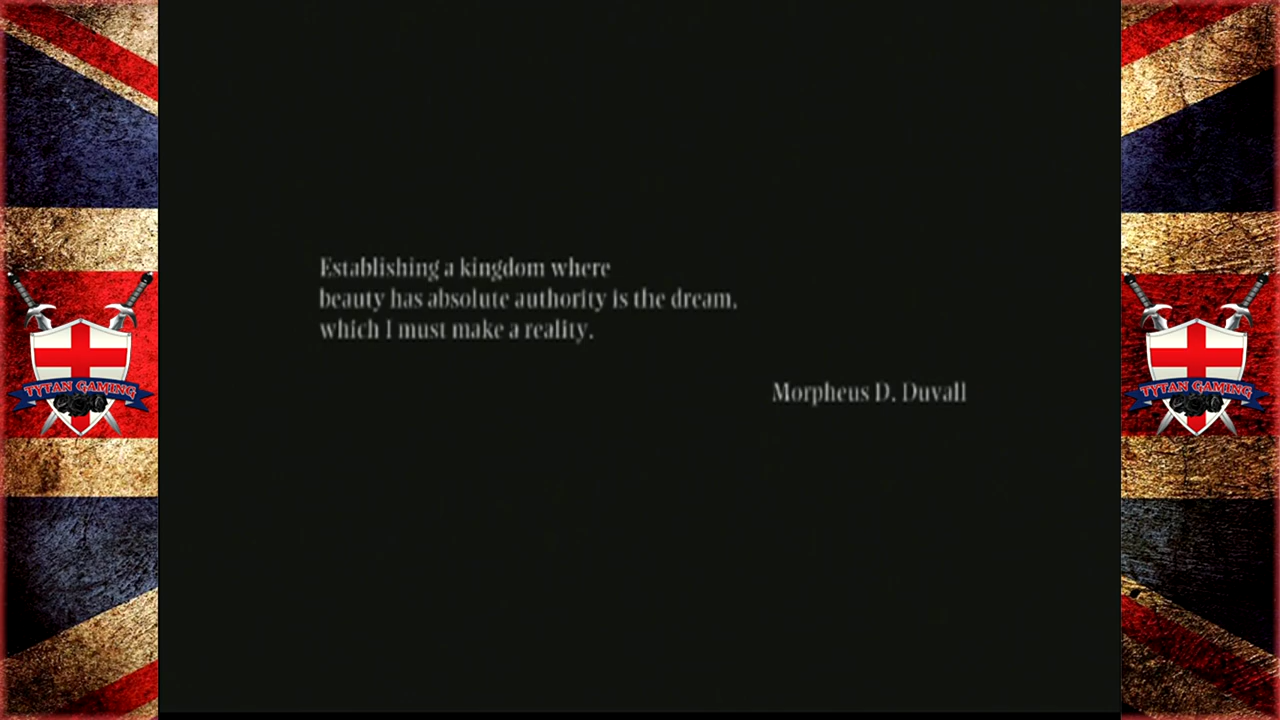 Establishing a kingdom where
beauty has absolute authority is the dream,
which I must make a reality.
Morpheus D. Duvall
TYTAN GAMING
TYTAN GAMING